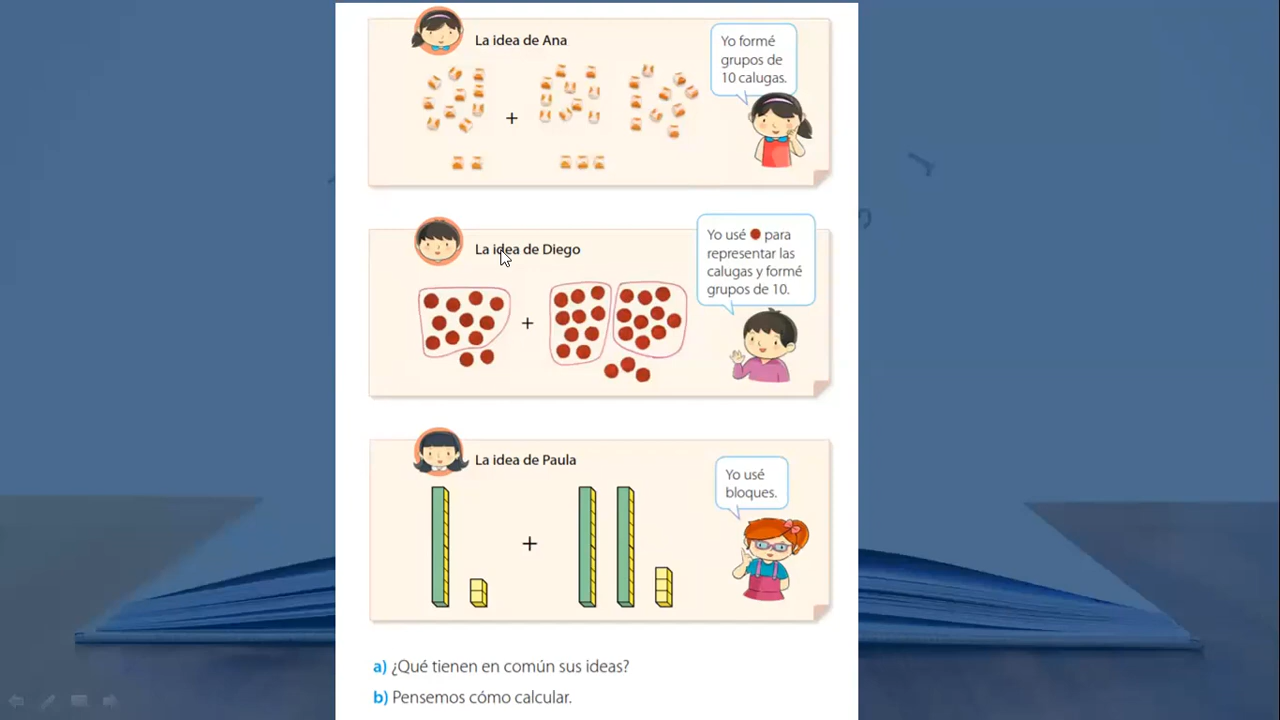 La idea de Ana
Yo formé
grupos de
10 calugas.
+
La idea de Diego
Yo usé para
representar las
calugas y formé
grupos de 10.
+
La idea de Paula
Yo usé
bloques.
+
a) ¿Qué tienen en común sus ideas?
b) Pensemos cómo calcular.